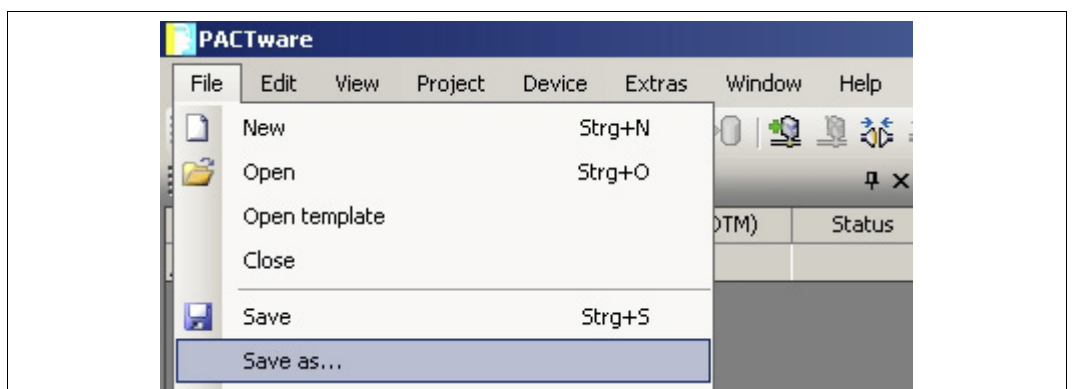 PACTware
File Edit View Project Device Extras Window Help
New Strg+N
Open Strg+O
Open template
DTM) Status
Close
Save Strg+S
Save as...